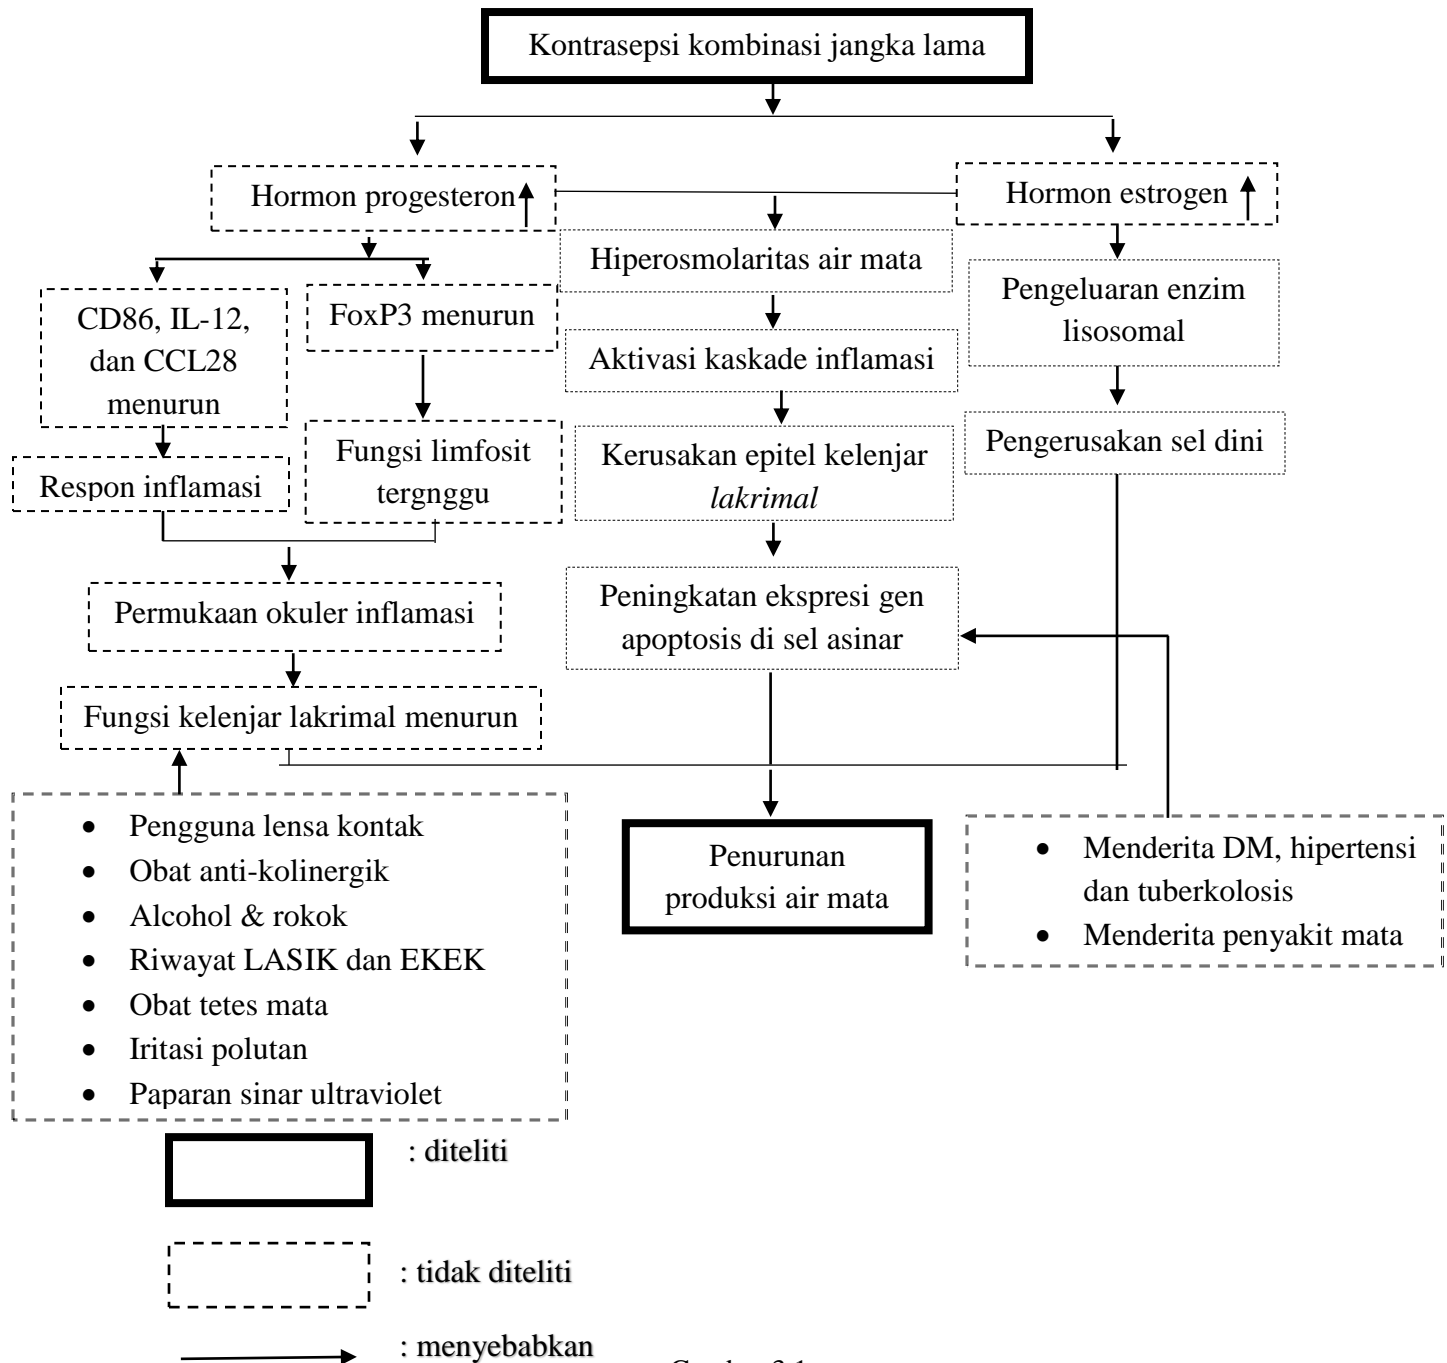 Kontrasepsi kombinasi jangka lama
Hormon progesteron
Hormon estrogen
Hiperosmolaritas air mata
CD86, IL-12,
dan CCL28
menurun
FoxP3 menurun
Pengeluaran enzim
lisosomal
Aktivasi kaskade inflamasi
Respon inflamasi
Fungsi limfosit
tergnggu
Kerusakan epitel kelenjar
lakrimal
Pengerusakan sel dini
Permukaan okuler inflamasi
Peningkatan ekspresi gen
apoptosis di sel asinar
Fungsi kelenjar lakrimal menurun
• Pengguna lensa kontak
• Obat anti-kolinergik
• Alcohol & rokok
• Riwayat LASIK dan EKEK
• Obat tetes mata
• Iritasi polutan
• Paparan sinar ultraviolet
Penurunan
produksi air mata
• Menderita DM, hipertensi
dan tuberkolosis
• Menderita penyakit mata
: diteliti
: tidak diteliti
: menyebabkan